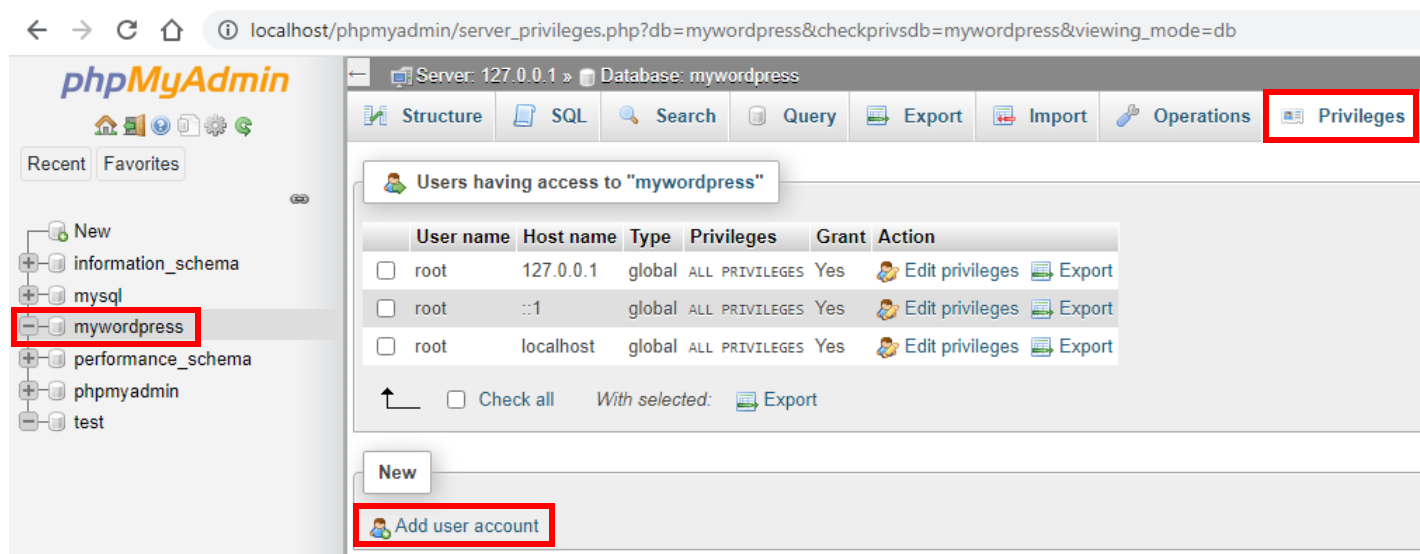 localhost/phpmyadmin/server_privileges.php?db=mywordpress&checkprivsdb=mywordpress&viewing_mode=db
phpMyAdmin
Recent Favorites
New
information_schema
mysql
mywordpress
performance_schema
phpmyadmin
test
Server: 127.0.0.1 » Database: mywordpress
Structure SQL Search Query Export Import Operations Privileges
Users having access to "mywordpress"
User name Host name Type Privileges Grant Action
root 127.0.0.1 global ALL PRIVILEGES Yes Edit privileges Export
root ::1 global ALL PRIVILEGES Yes Edit privileges Export
root localhost global ALL PRIVILEGES Yes Edit privileges Export
Check all With selected: Export
New
Add user account